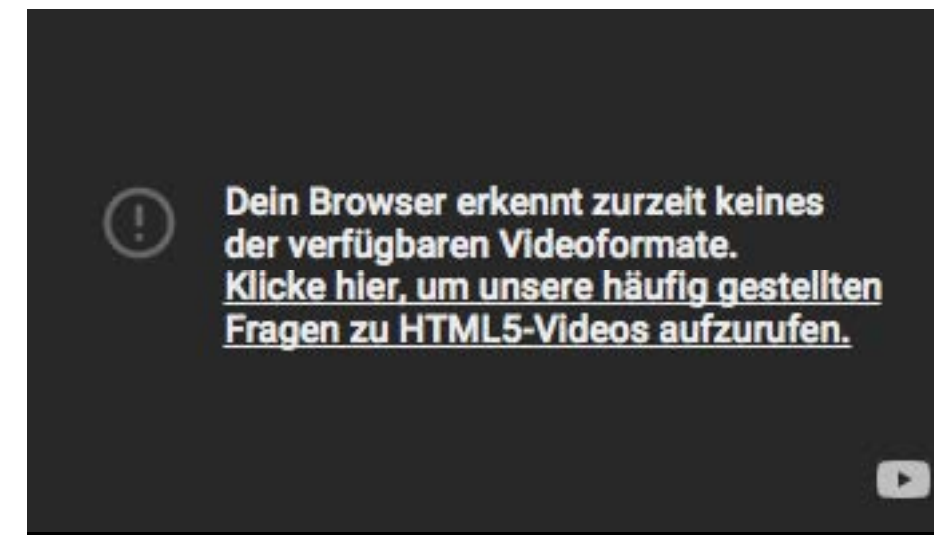 Dein Browser erkennt zurzeit keines
der verfügbaren Videoformate.
Klicke hier, um unsere häufig gestellten
Fragen zu HTML5-Videos aufzurufen.